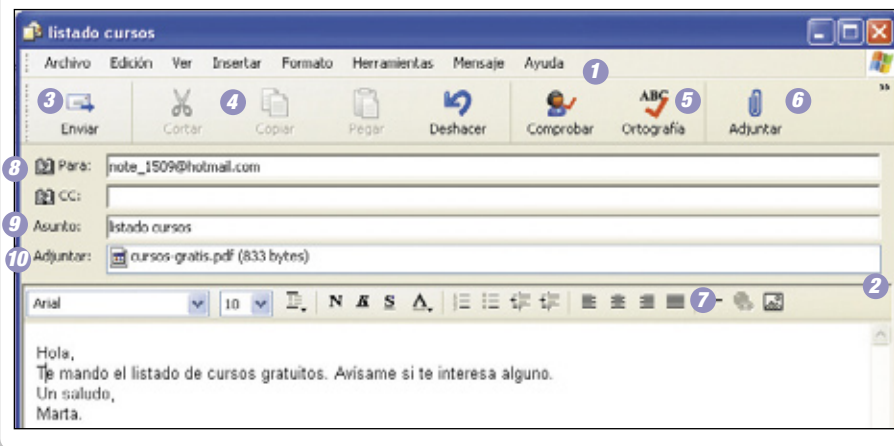 listado cursos
Archivo Edición Ver Insertar Formato Herramientas Mensaje Ayuda
1
3 4 ABC 5 6 »
Enviar Cortar Copiar Pegar Deshacer Comprobar Ortografía Adjuntar
8 Para: note_1509@hotmail.com
CC:
9 Asunto: listado cursos
10 Adjuntar: cursos-gratis.pdf (833 bytes)
2
Arial 10 N K S A 7
Hola,
Te mando el listado de cursos gratuitos. Avísame si te interesa alguno.
Un saludo,
Marta.